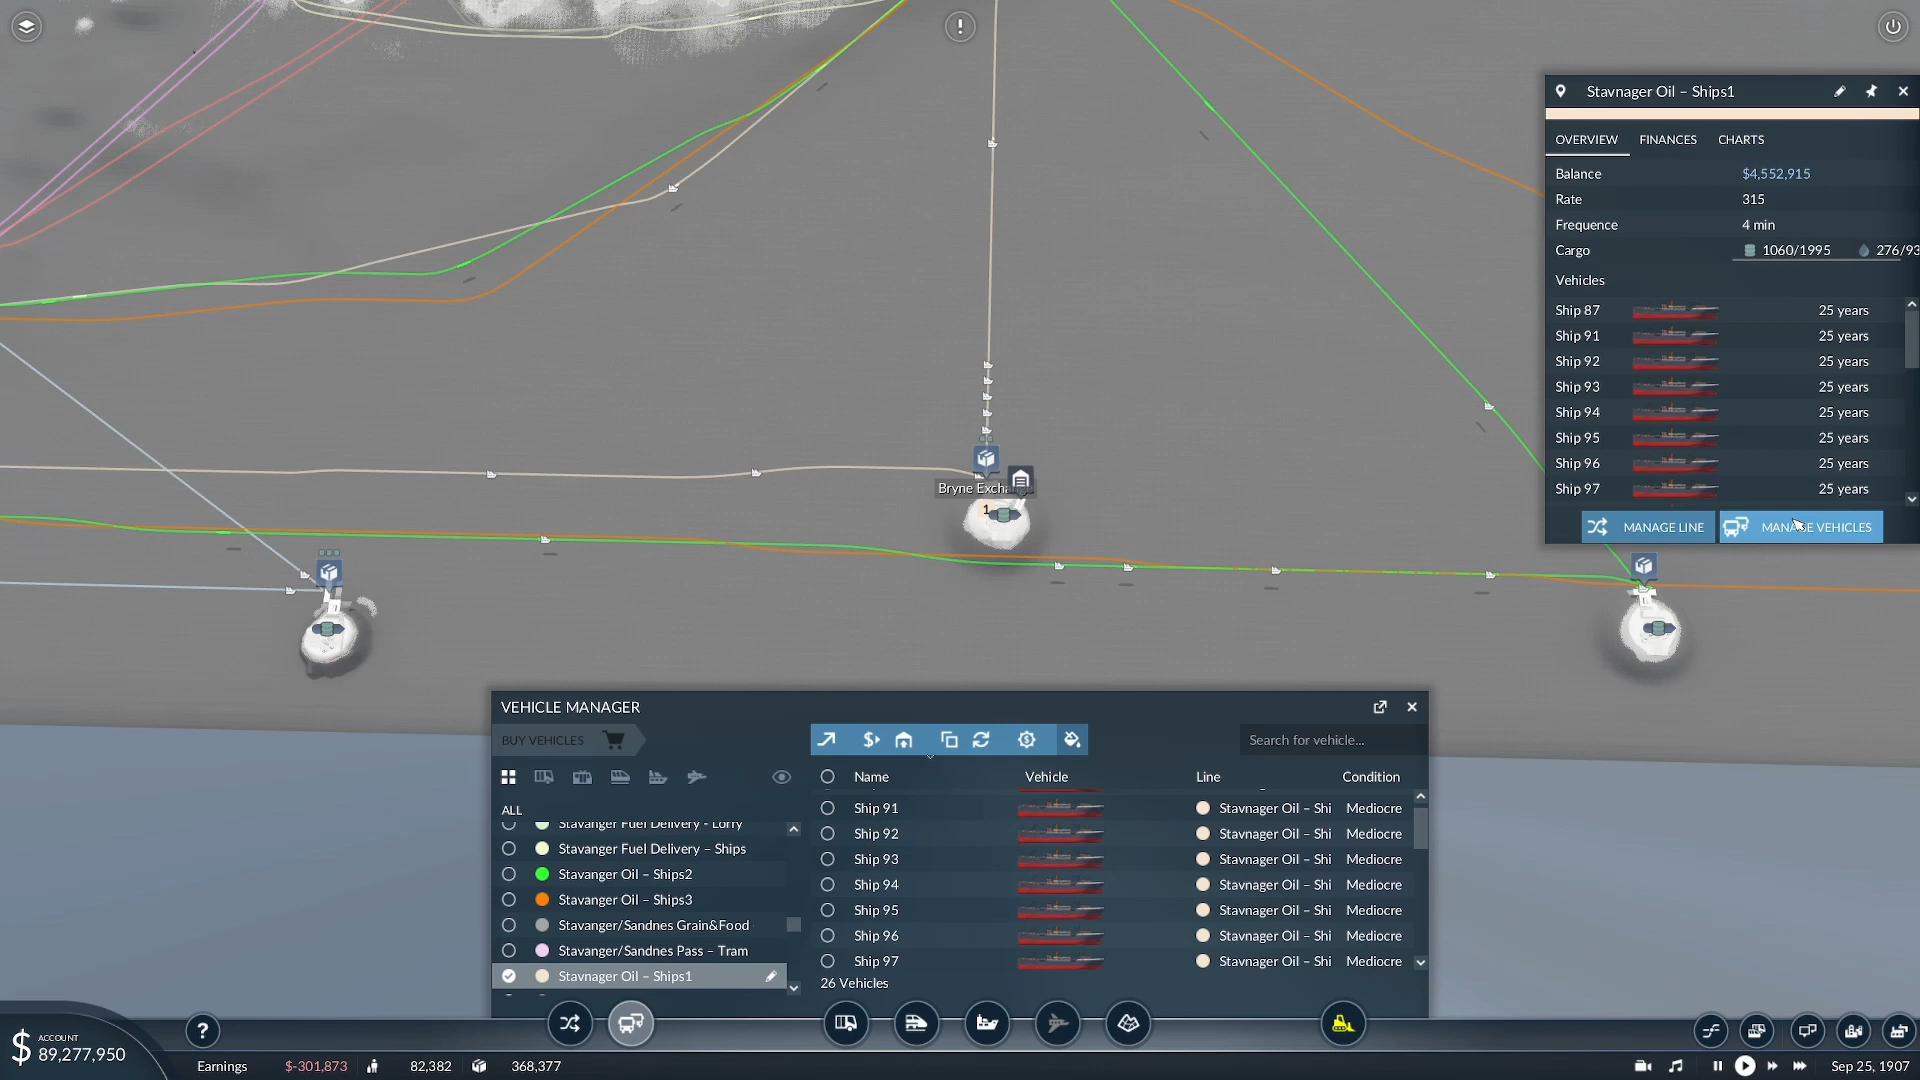 Stavnager Oil – Ships1
OVERVIEW FINANCES CHARTS
Balance $4,552,915
Rate 315
Frequence 4 min
Cargo 1060/1995 276/93
Vehicles
Ship 87 25 years
Ship 91 25 years
Ship 92 25 years
Ship 93 25 years
Ship 94 25 years
Ship 95 25 years
Ship 96 25 years
Ship 97 25 years
MANAGE LINE MANAGE VEHICLES
Bryne Excha
1
VEHICLE MANAGER
BUY VEHICLES
Search for vehicle...
Name Vehicle Line Condition
ALL
Stavanger Fuel Delivery - Lorry
Stavanger Fuel Delivery – Ships
Stavanger Oil – Ships2
Stavanger Oil – Ships3
Stavanger/Sandnes Grain&Food
Stavanger/Sandnes Pass – Tram
Stavnager Oil – Ships1
Ship 91 Stavnager Oil – Shi Mediocre
Ship 92 Stavnager Oil – Shi Mediocre
Ship 93 Stavnager Oil – Shi Mediocre
Ship 94 Stavnager Oil – Shi Mediocre
Ship 95 Stavnager Oil – Shi Mediocre
Ship 96 Stavnager Oil – Shi Mediocre
Ship 97 Stavnager Oil – Shi Mediocre
26 Vehicles
$ ACCOUNT
89,277,950
?
Earnings $-301,873 82,382 368,377
Sep 25, 1907